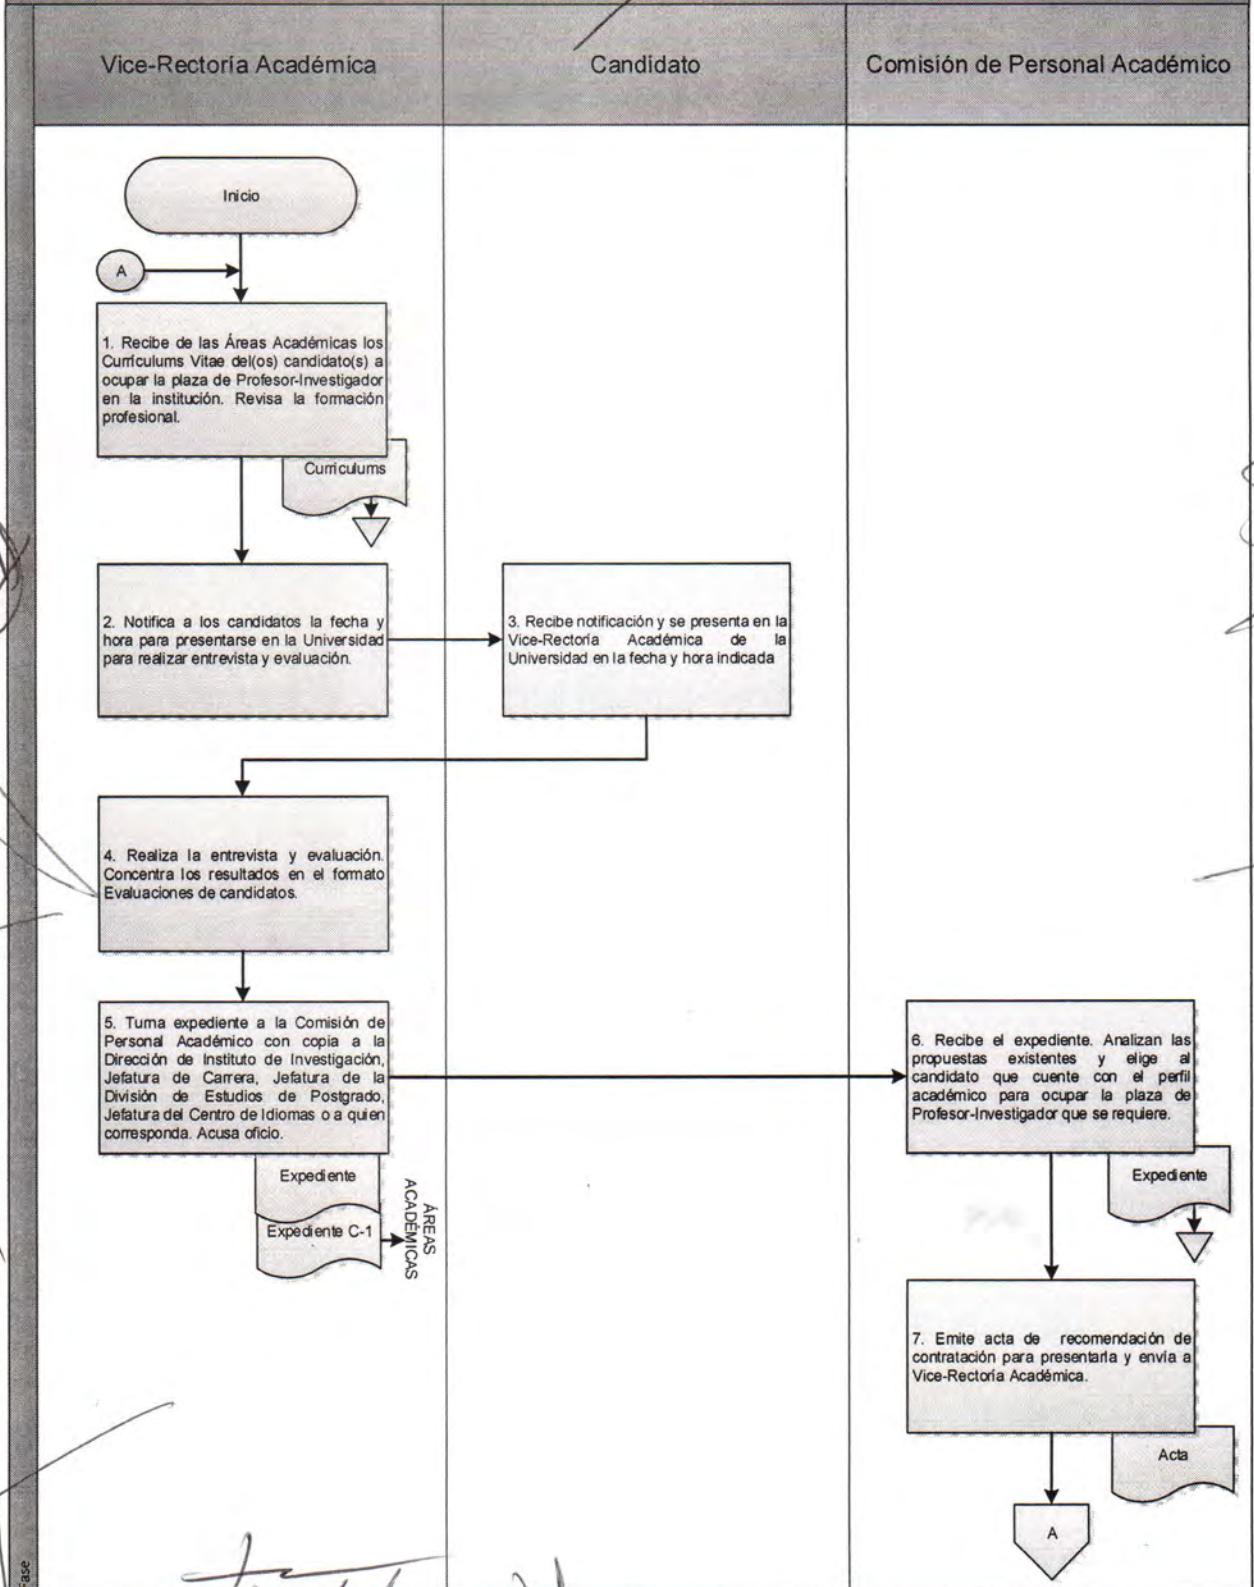 Vice-Rectoría Académica
Candidato
Comisión de Personal Académico
Inicio
A
1. Recibe de las Áreas Académicas los
Currículums Vitae del(os) candidato(s) a
ocupar la plaza de Profesor-Investigador
en la institución. Revisa la formación
profesional.
Curriculums
2. Notifica a los candidatos la fecha y
hora para presentarse en la Universidad
para realizar entrevista y evaluación.
3. Recibe notificación y se presenta en la
Vice-Rectoría Académica de la
Universidad en la fecha y hora indicada
4. Realiza la entrevista y evaluación.
Concentra los resultados en el formato
Evaluaciones de candidatos.
5. Turna expediente a la Comisión de
Personal Académico con copia a la
Dirección de Instituto de Investigación,
Jefatura de Carrera, Jefatura de la
División de Estudios de Postgrado,
Jefatura del Centro de Idiomas o a quien
corresponda. Acusa oficio.
Expediente
Expediente C-1
ÁREAS
ACADÉMICAS
6. Recibe el expediente. Analizan las
propuestas existentes y elige al
candidato que cuente con el perfil
académico para ocupar la plaza de
Profesor-Investigador que se requiere.
Expediente
7. Emite acta de recomendación de
contratación para presentarla y envía a
Vice-Rectoría Académica.
Acta
A
Fase